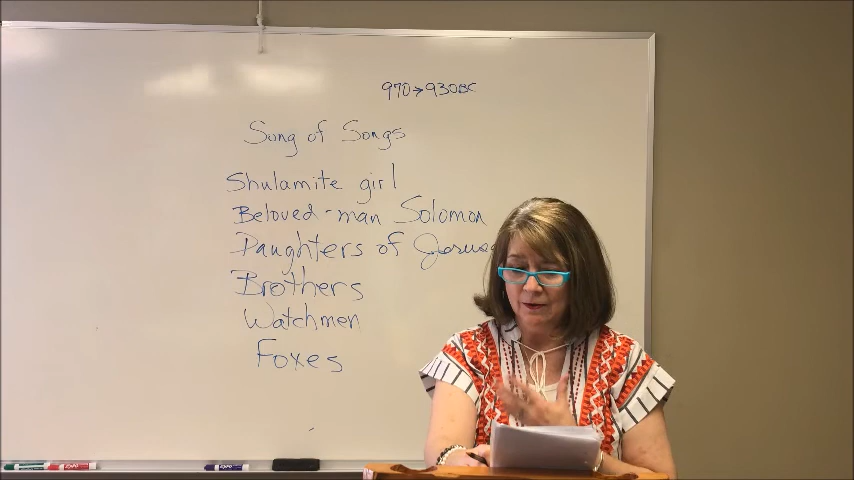 970→930BC
Song of Songs
Shulamite girl
Beloved-man Solomon
Daughters of
Brothers
Watchmen
Foxes